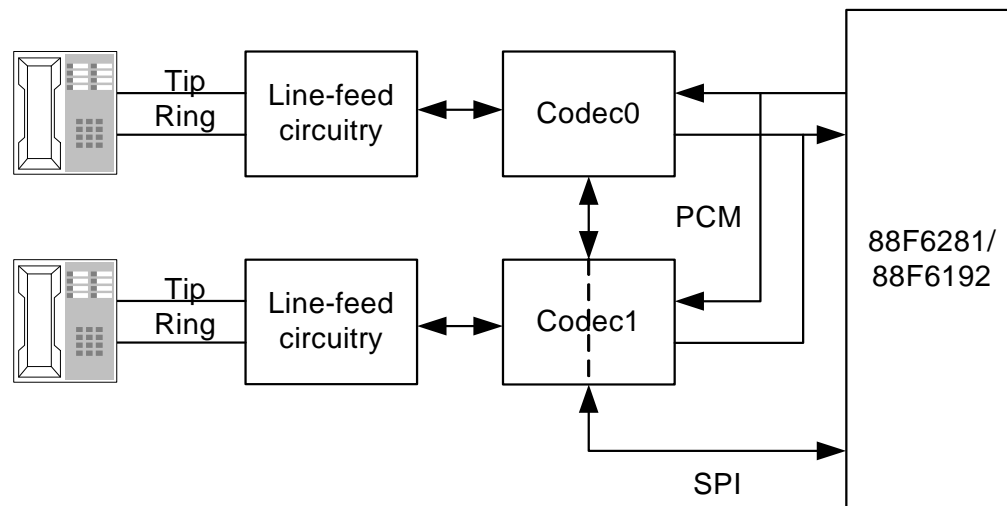 Tip
Ring
Line-feed
circuitry
Codec0
PCM
88F6281/
88F6192
Tip
Ring
Line-feed
circuitry
Codec1
SPI